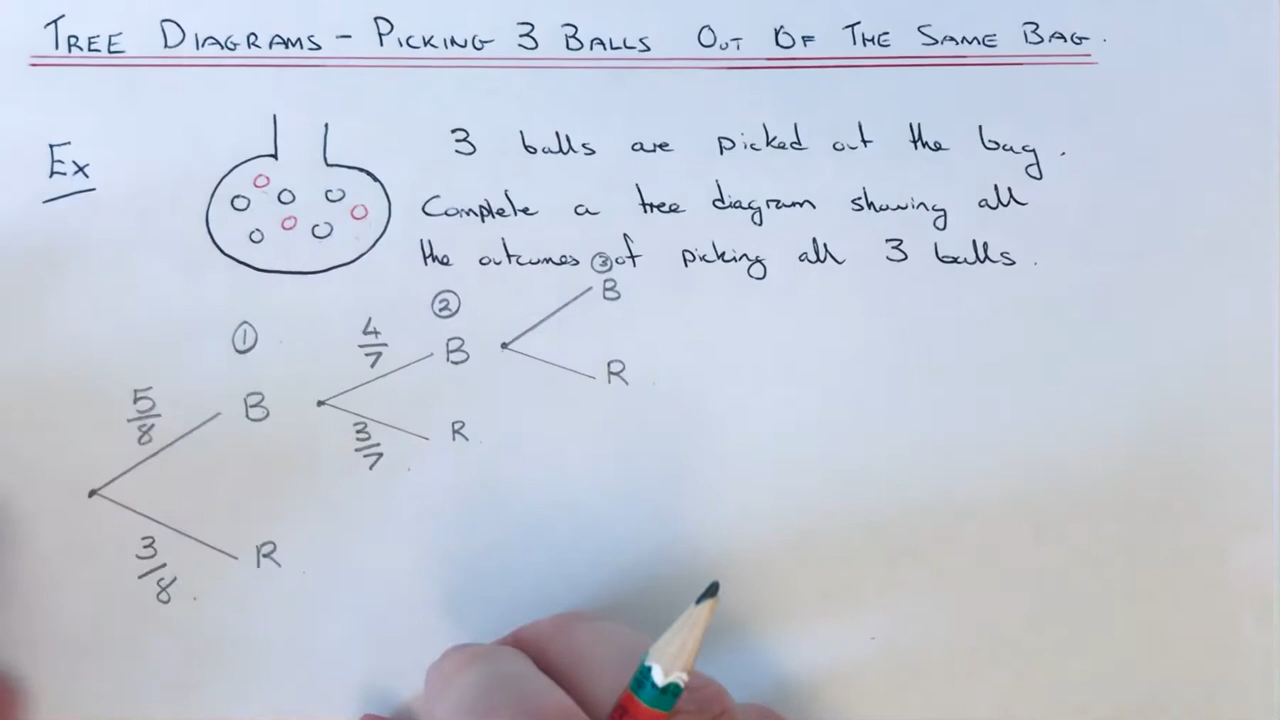 TREE DIAGRAMS - PICKING 3 BALLS OUT OF THE SAME BAG.
Ex
3 balls are picked out the bag.
Complete a tree diagram showing all
the outcomes of picking all 3 balls.
① ② ③
5/8 B 4/7 B B
R
3/7 R
3/8 R